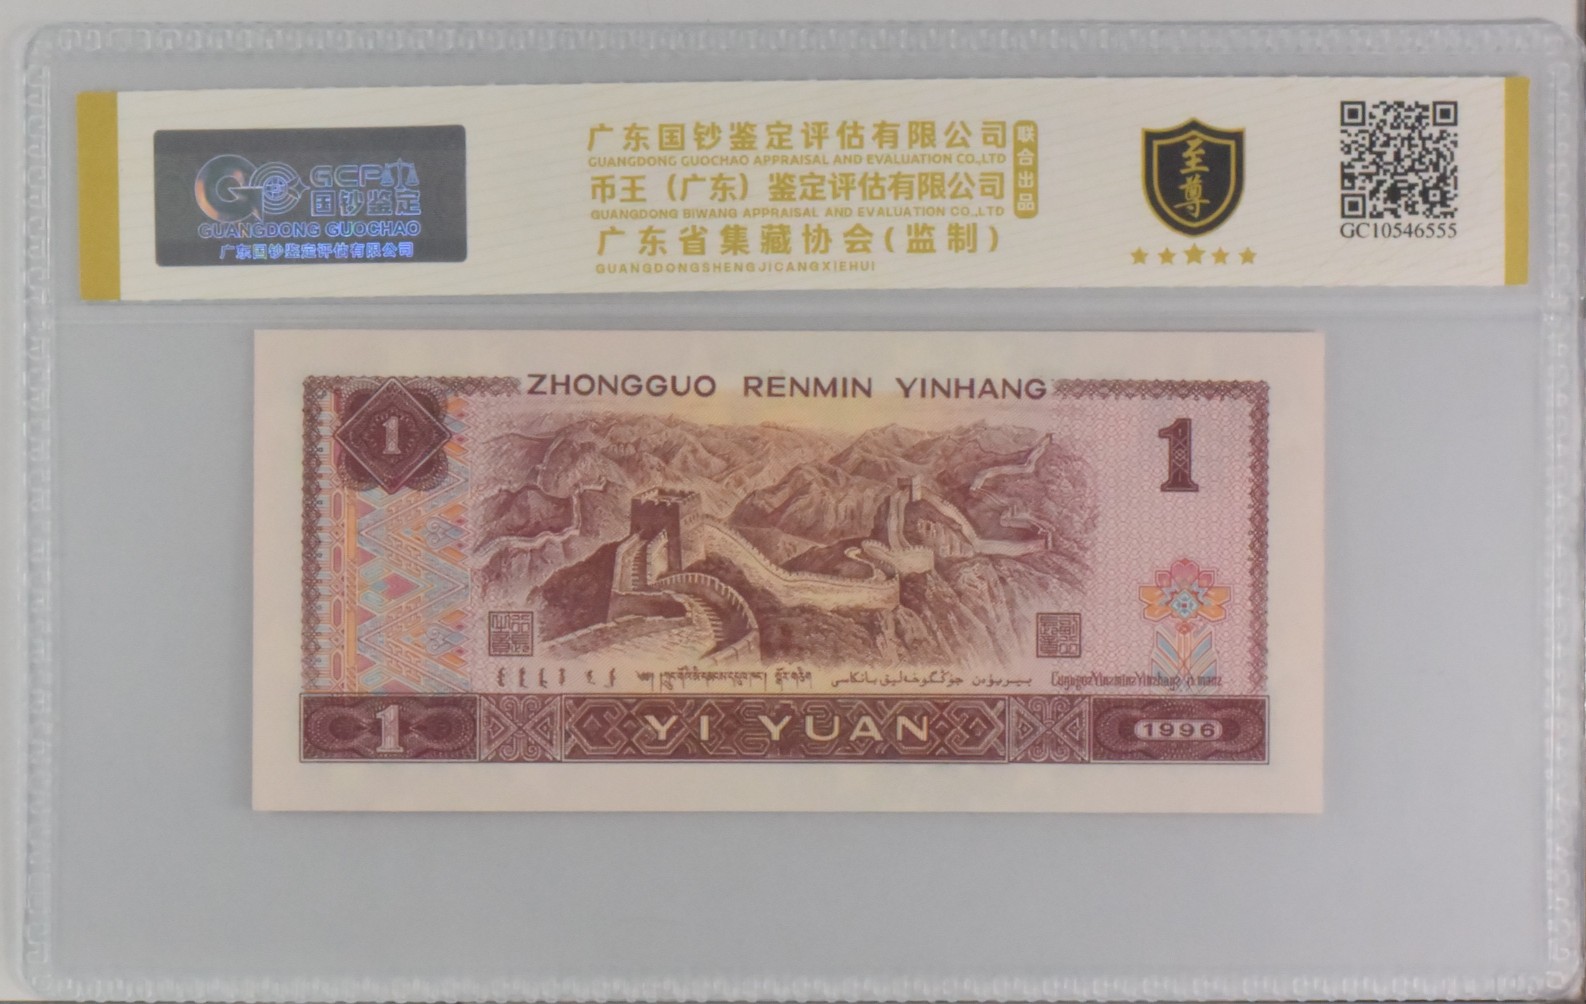 GCP
国钞鉴定
GUANGDONG GUOCHAO
广东国钞鉴定评估有限公司
广东国钞鉴定评估有限公司
GUANGDONG GUOCHAO APPRAISAL AND EVALUATION CO.,LTD
币王（广东）鉴定评估有限公司
GUANGDONG BIWANG APPRAISAL AND EVALUATION CO.,LTD
联合出品
广东省集藏协会(监制)
GUANGDONGSHENGJICANGXIEHUI
至尊
GC10546555
ZHONGGUO RENMIN YINHANG
1
1
بىريۋەن جۇڭگوخەلىق بانكاسى
1
YI YUAN
1996